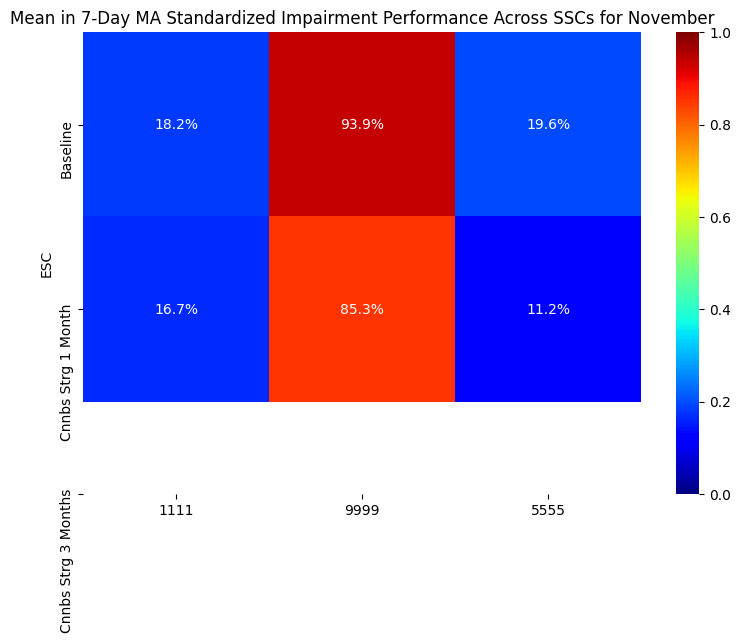 Mean in 7-Day MA Standardized Impairment Performance Across SSCs for November
ESC
Baseline
Cnnbs Strg 1 Month
Cnnbs Strg 3 Months
18.2% 93.9% 19.6%
16.7% 85.3% 11.2%
1111 9999 5555
1.0
0.8
0.6
0.4
0.2
0.0